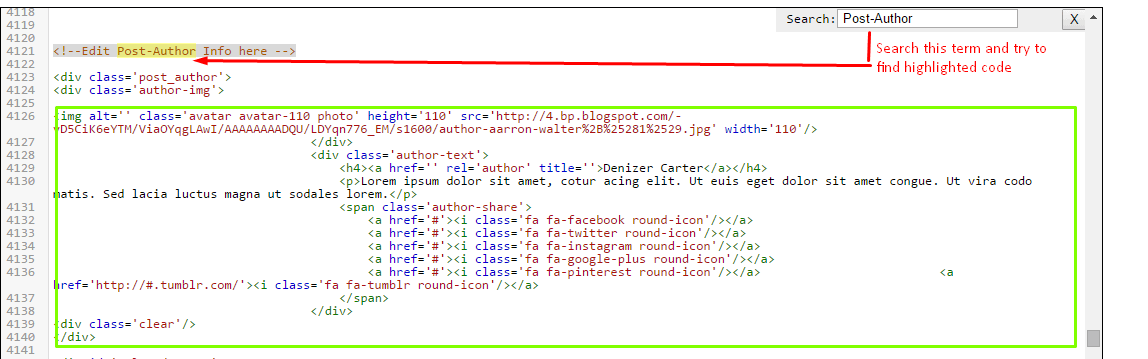 4118
Search: Post-Author X
4119
4120
4121 <!--Edit Post-Author Info here -->
Search this term and try to
find highlighted code
4122
4123 <div class='post_author'>
4124 <div class='author-img'>
4125
4126 <img alt='' class='avatar avatar-110 photo' height='110' src='http://4.bp.blogspot.com/-
vD5CiK6eYTM/ViaOYqgLAwI/AAAAAAAADQU/LDYqn776_EM/s1600/author-aarron-walter%2B%25281%2529.jpg' width='110'/>
4127 </div>
4128 <div class='author-text'>
4129 <h4><a href='' rel='author' title=''>Denizer Carter</a></h4>
4130 <p>Lorem ipsum dolor sit amet, cotur acing elit. Ut euis eget dolor sit amet congue. Ut vira codo
matis. Sed lacia luctus magna ut sodales lorem.</p>
4131 <span class='author-share'>
4132 <a href='#'><i class='fa fa-facebook round-icon'/></a>
4133 <a href='#'><i class='fa fa-twitter round-icon'/></a>
4134 <a href='#'><i class='fa fa-instagram round-icon'/></a>
4135 <a href='#'><i class='fa fa-google-plus round-icon'/></a>
4136 <a href='#'><i class='fa fa-pinterest round-icon'/></a> <a
href='http://#.tumblr.com/'><i class='fa fa-tumblr round-icon'/></a>
4137 </span>
4138 </div>
4139 <div class='clear'/>
4140 </div>
4141